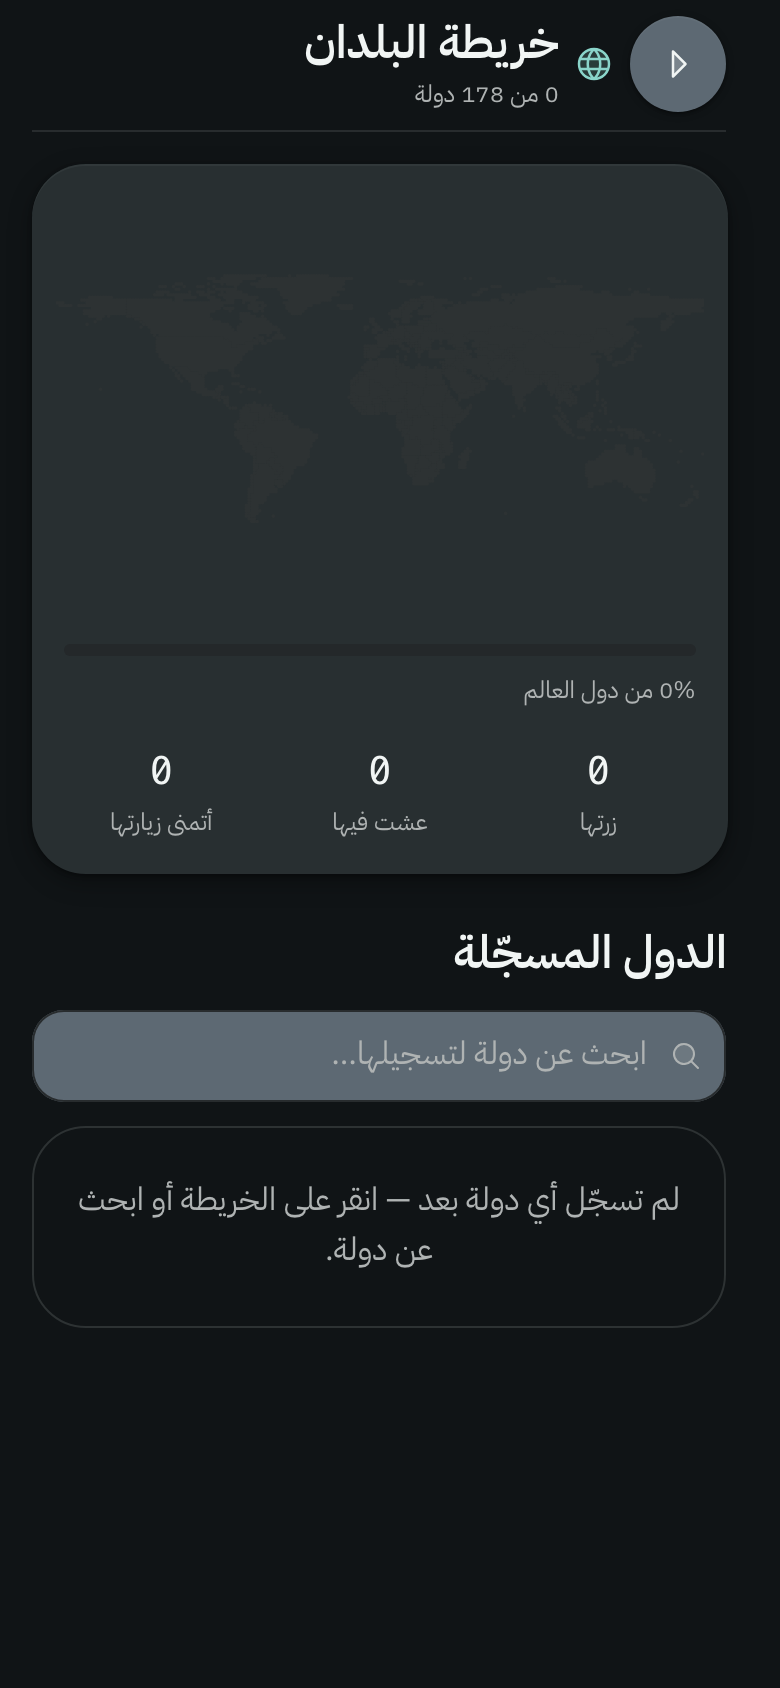 خريطة البلدان
0 من 178 دولة
0% من دول العالم
0
زرتها
0
عشت فيها
0
أتمنى زيارتها
الدول المسجّلة
ابحث عن دولة لتسجيلها...
لم تسجّل أي دولة بعد — انقر على الخريطة أو ابحث
عن دولة.